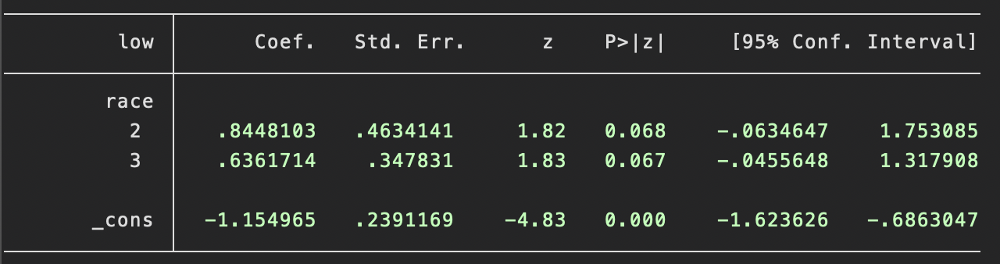 low Coef. Std. Err. z P>|z| [95% Conf. Interval]
race
2 .8448103 .4634141 1.82 0.068 -.0634647 1.753085
3 .6361714 .347831 1.83 0.067 -.0455648 1.317908
_cons -1.154965 .2391169 -4.83 0.000 -1.623626 -.6863047